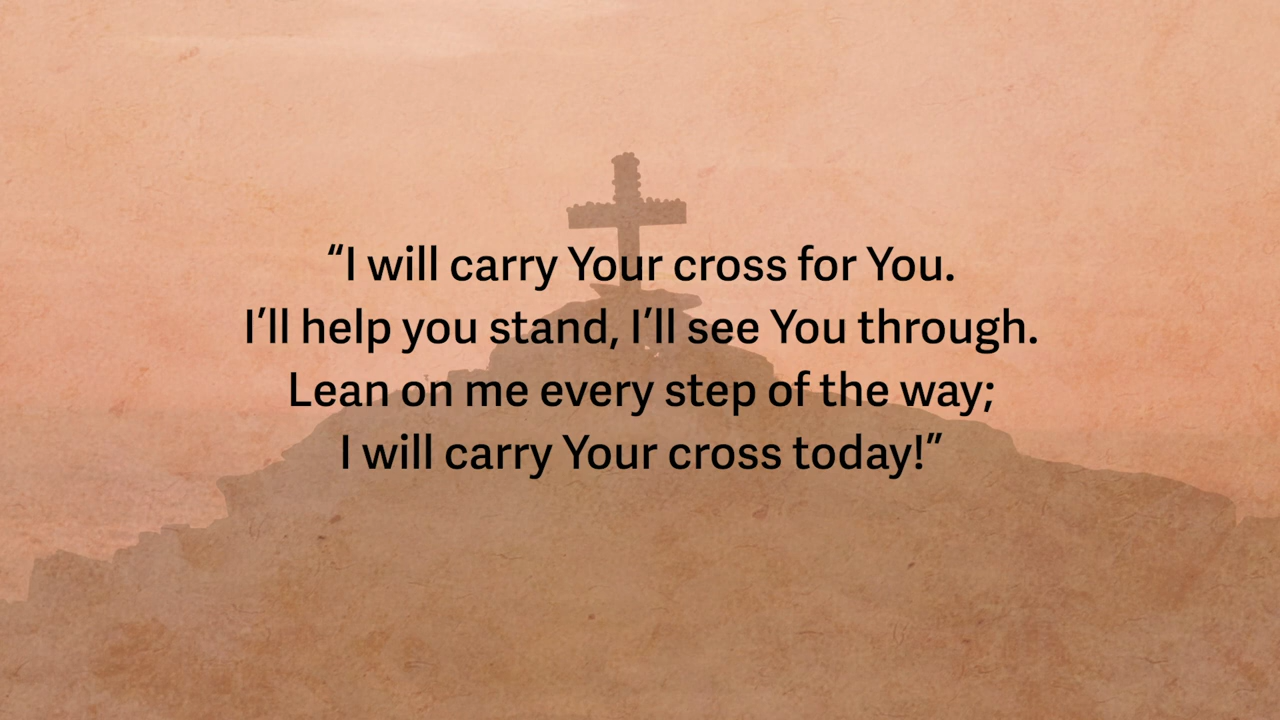 “I will carry Your cross for You.
I’ll help you stand, I’ll see You through.
Lean on me every step of the way;
I will carry Your cross today!”